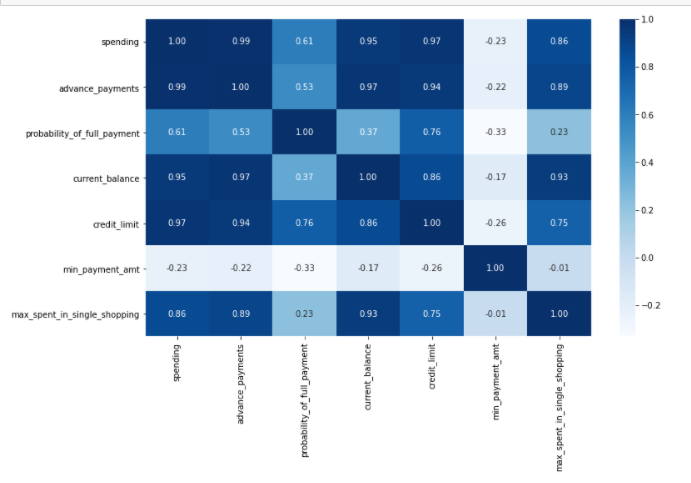 spending 1.00 0.99 0.61 0.95 0.97 -0.23 0.86
advance_payments 0.99 1.00 0.53 0.97 0.94 -0.22 0.89
probability_of_full_payment 0.61 0.53 1.00 0.37 0.76 -0.33 0.23
current_balance 0.95 0.97 0.37 1.00 0.86 -0.17 0.93
credit_limit 0.97 0.94 0.76 0.86 1.00 -0.26 0.75
min_payment_amt -0.23 -0.22 -0.33 -0.17 -0.26 1.00 -0.01
max_spent_in_single_shopping 0.86 0.89 0.23 0.93 0.75 -0.01 1.00
spending
advance_payments
probability_of_full_payment
current_balance
credit_limit
min_payment_amt
max_spent_in_single_shopping
1.0
0.8
0.6
0.4
0.2
0.0
−0.2